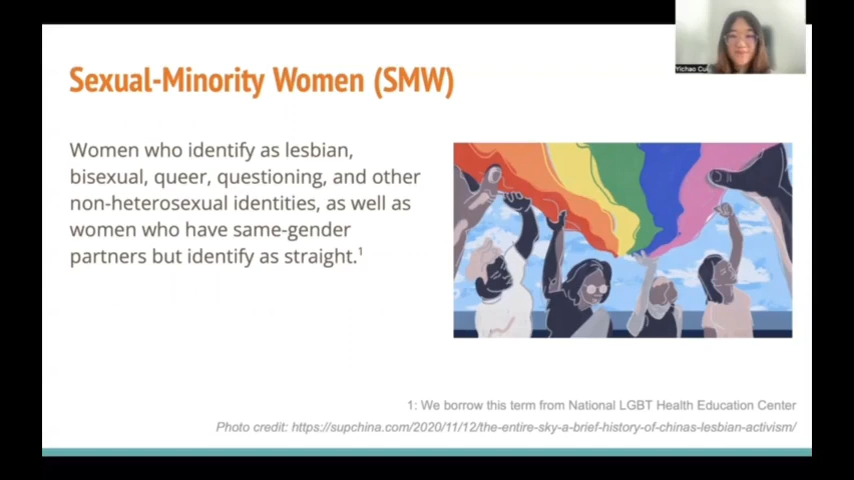 Sexual-Minority Women (SMW)
Women who identify as lesbian,
bisexual, queer, questioning, and other
non-heterosexual identities, as well as
women who have same-gender
partners but identify as straight.¹
1: We borrow this term from National LGBT Health Education Center
Photo credit: https://supchina.com/2020/11/12/the-entire-sky-a-brief-history-of-chinas-lesbian-activism/
Yichao Cui